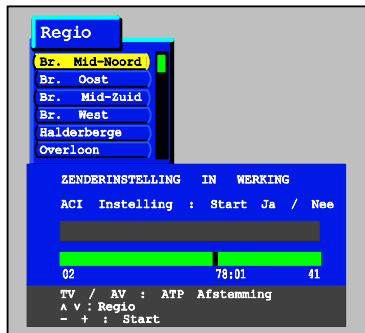 Regio
Br. Mid-Noord
Br. Oost
Br. Mid-Zuid
Br. West
Halderberge
Overloon
ZENDERINSTELLING IN WERKING
ACI Instelling : Start Ja / Nee
02 78:01 41
TV / AV : ATP Afstemming
∧ ∨ : Regio
- + : Start